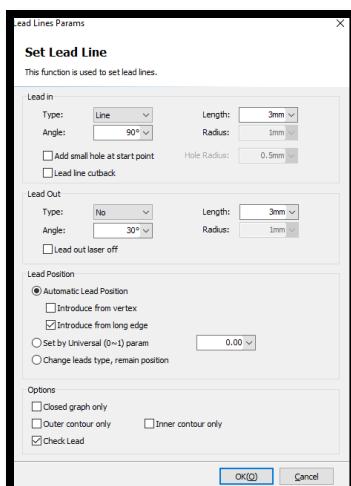 Lead Lines Params
Set Lead Line
This function is used to set lead lines.
Lead in
Type: Line Length: 3mm
Angle: 90° Radius: 1mm
Add small hole at start point Hole Radius: 0.5mm
Lead line cutback
Lead Out
Type: No Length: 3mm
Angle: 30° Radius: 1mm
Lead out laser off
Lead Position
Automatic Lead Position
Introduce from vertex
Introduce from long edge
Set by Universal (0~1) param 0.00
Change leads type, remain position
Options
Closed graph only
Outer contour only Inner contour only
Check Lead
OK(O) Cancel